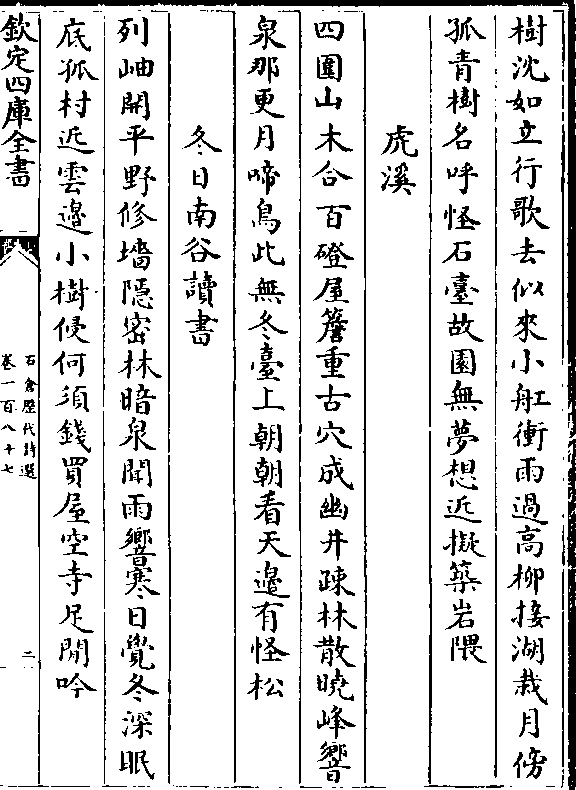 樹沈如立行歌去似來小舡衝雨過高柳接湖栽月傍
孤青樹名呼怪石臺故園無夢想近擬築岩隈
虎溪
四圍山木合百磴屋簷重古穴成幽井疎林散曉峰響
泉那更月啼鳥此無冬臺上朝朝看天邉有怪松
冬日南谷讀書
列岫開平野修墻隠密林暗泉聞雨響寒日覺冬深眠
底孤村近雲邉小樹侵何須錢買屋空寺足閒吟
欽定四庫全書
石倉歴代詩選
卷一百八十七
二